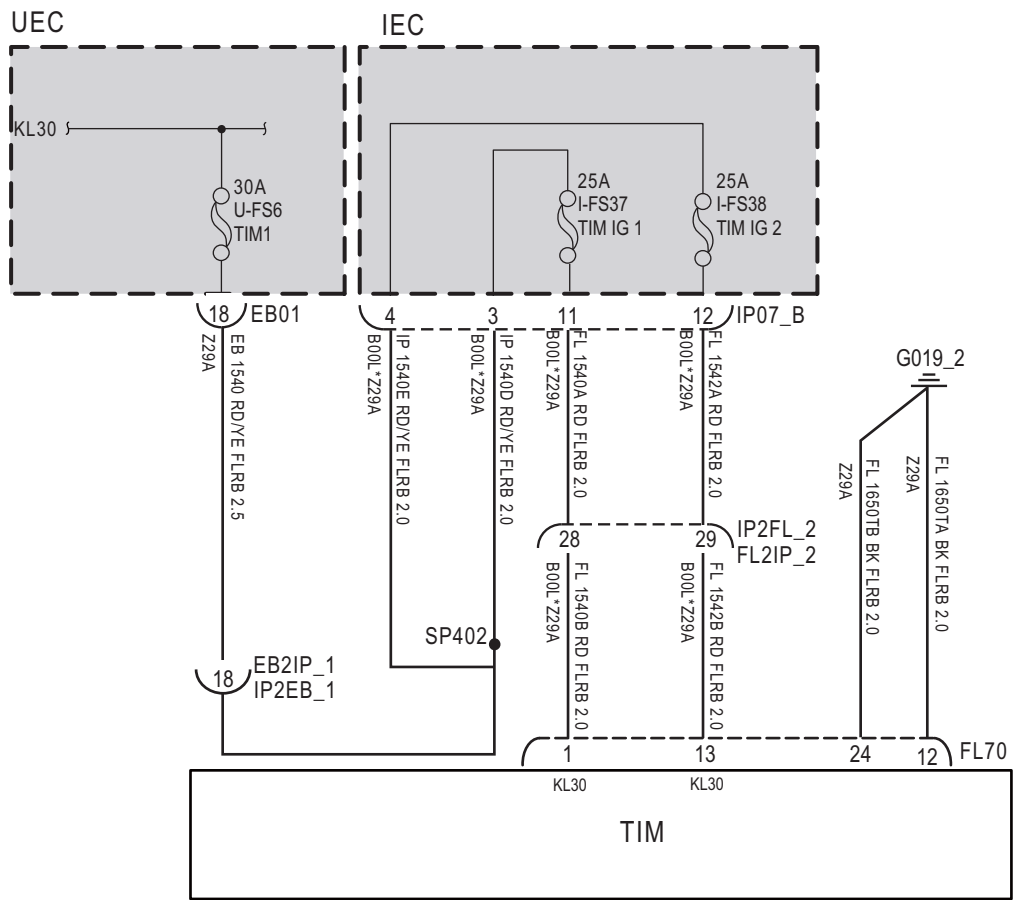 UEC
IEC
KL30
30A
U-FS6
TIM1
25A
I-FS37
TIM IG 1
25A
I-FS38
TIM IG 2
18
EB01
4
3
11
12
IP07_B
EB 1540 RD/YE FLRB 2.5
Z29A
IP 1540E RD/YE FLRB 2.0
B00L*Z29A
IP 1540D RD/YE FLRB 2.0
B00L*Z29A
FL 1540A RD FLRB 2.0
B00L*Z29A
FL 1542A RD FLRB 2.0
B00L*Z29A
G019_2
FL 1650TB BK FLRB 2.0
Z29A
FL 1650TA BK FLRB 2.0
Z29A
28
29
IP2FL_2
FL2IP_2
FL 1540B RD FLRB 2.0
B00L*Z29A
FL 1542B RD FLRB 2.0
B00L*Z29A
SP402
18
EB2IP_1
IP2EB_1
1
13
24
12
FL70
KL30
KL30
TIM